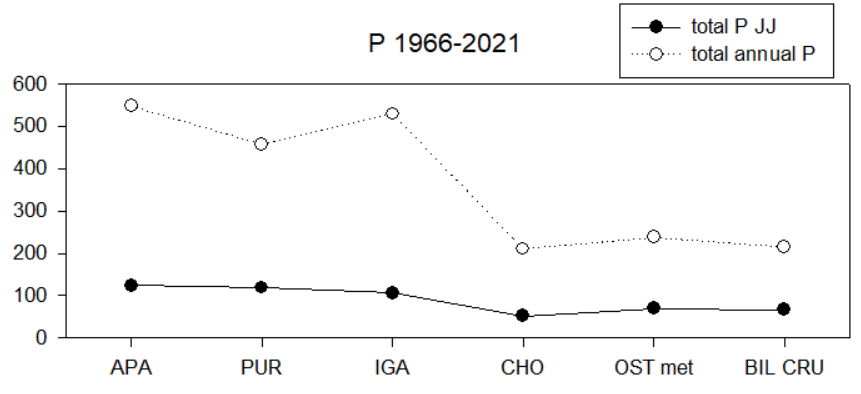 P 1966-2021
total P JJ
total annual P
600
500
400
300
200
100
0
APA PUR IGA CHO OST met BIL CRU